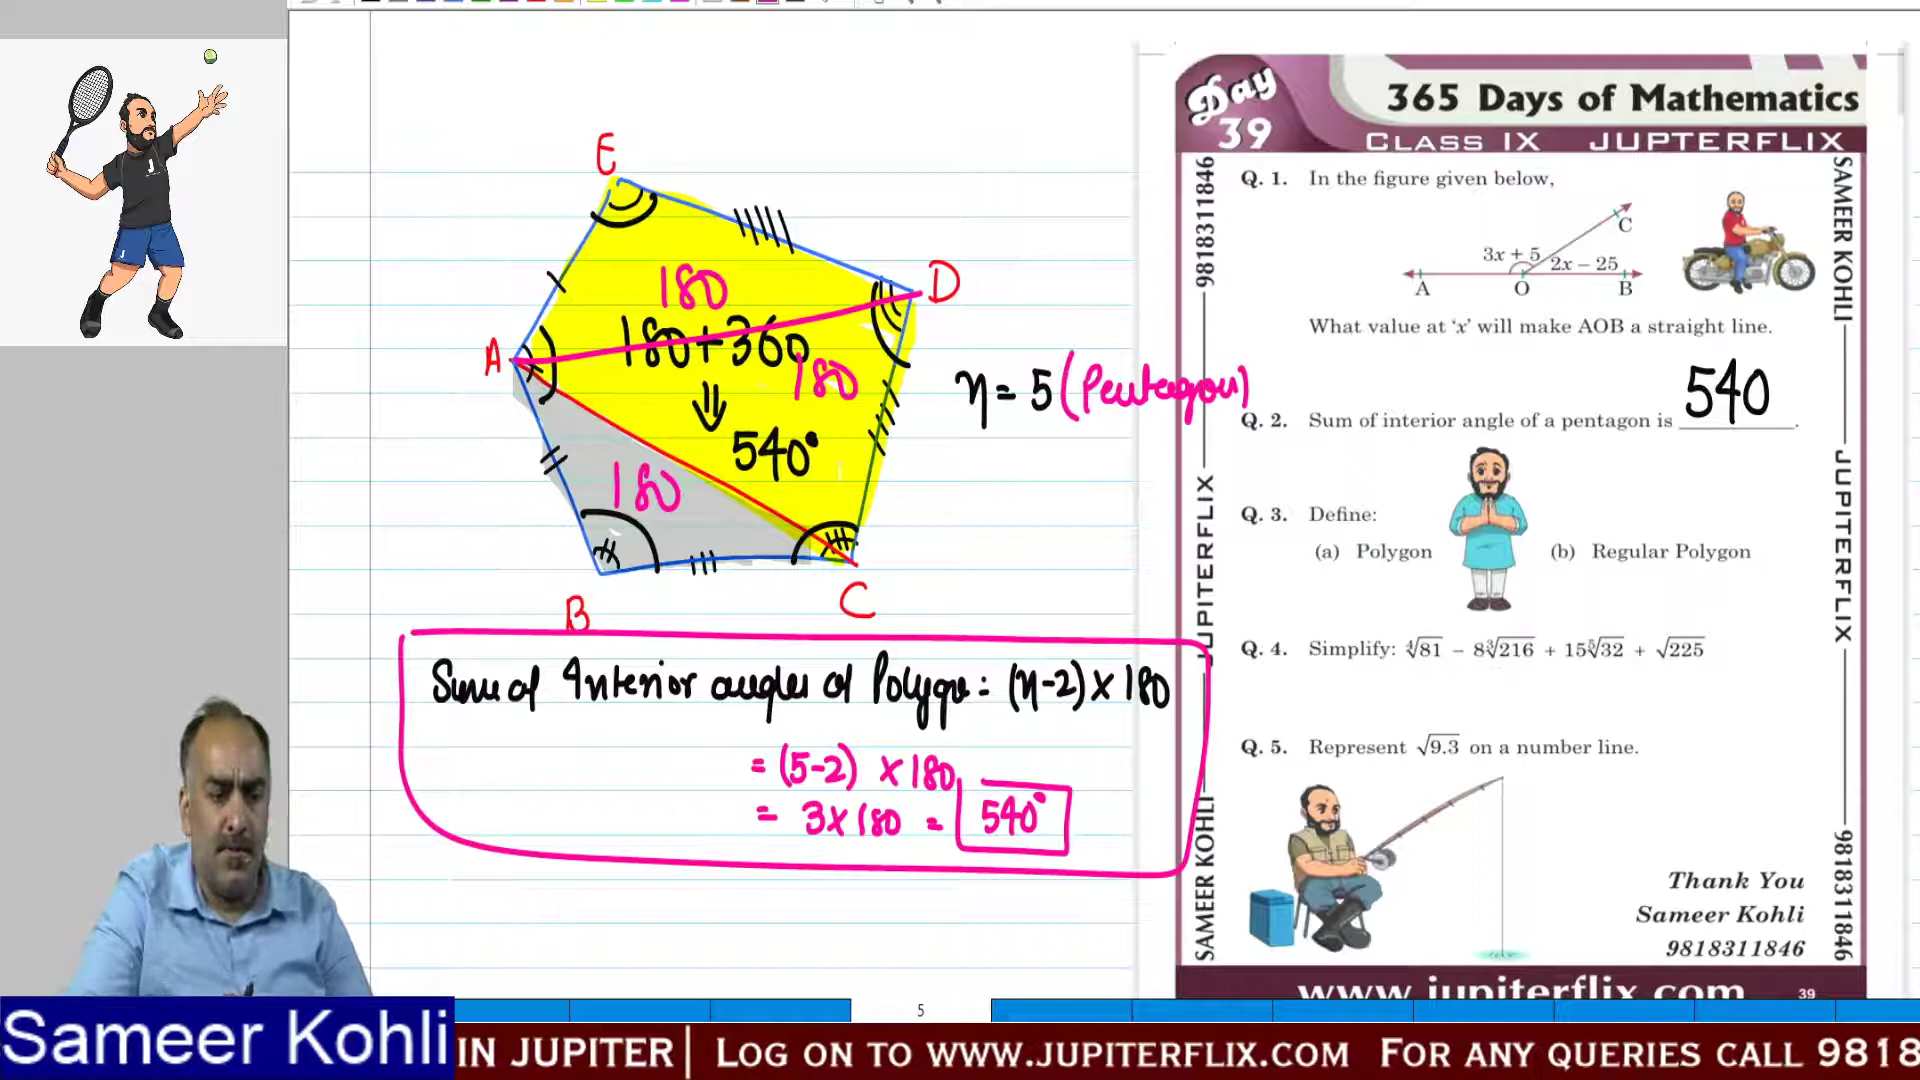 E
D
A
B
C
180
180+360
180
⇓
540°
180
n = 5 (Pentagon)
Sum of Interior angles of Polygo = (n-2) × 180
= (5-2) × 180
= 3×180 = 540°
Day
39
365 Days of Mathematics
CLASS IX JUPTERFLIX
SAMEER KOHLI
JUPITERFLIX
9818311846
9818311846
JUPITERFLIX
SAMEER KOHLI
Q. 1. In the figure given below,
C
3x + 5
2x − 25
A O B
What value at ‘x’ will make AOB a straight line.
540
Q. 2. Sum of interior angle of a pentagon is ____________.
Q. 3. Define:
(a) Polygon (b) Regular Polygon
Q. 4. Simplify: ∜81 − 8∛216 + 15⁵√32 + √225
Q. 5. Represent √9.3 on a number line.
Thank You
Sameer Kohli
9818311846
www.jupiterflix.com
39
5
Sameer Kohli
IN JUPITER | LOG ON TO WWW.JUPITERFLIX.COM FOR ANY QUERIES CALL 9818
J
J